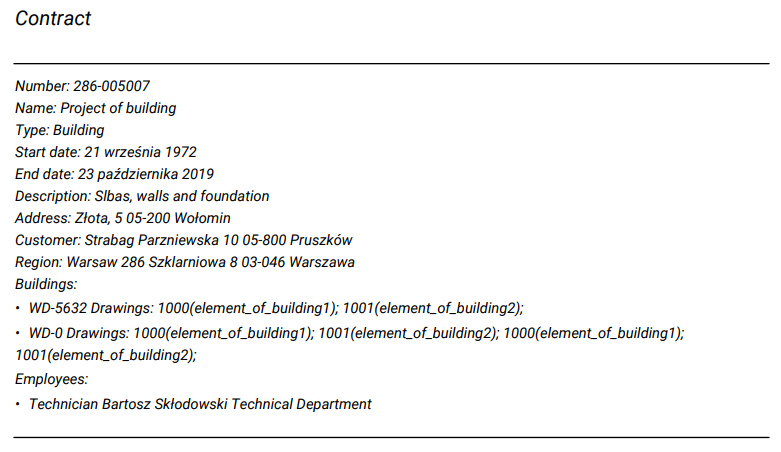 Contract
Number: 286-005007
Name: Project of building
Type: Building
Start date: 21 września 1972
End date: 23 października 2019
Description: Slbas, walls and foundation
Address: Złota, 5 05-200 Wołomin
Customer: Strabag Parzniewska 10 05-800 Pruszków
Region: Warsaw 286 Szklarniowa 8 03-046 Warszawa
Buildings:
• WD-5632 Drawings: 1000(element_of_building1); 1001(element_of_building2);
• WD-0 Drawings: 1000(element_of_building1); 1001(element_of_building2); 1000(element_of_building1);
1001(element_of_building2);
Employees:
• Technician Bartosz Skłodowski Technical Department